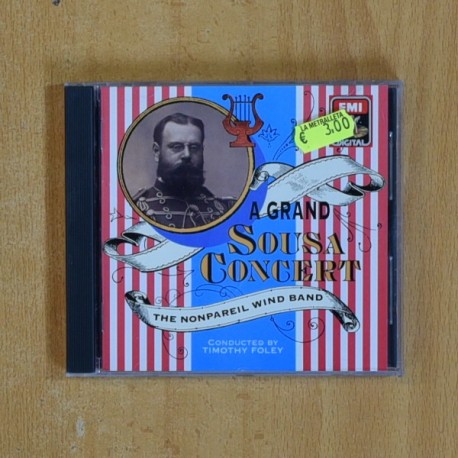 EMI
DIGITAL
LA METRALLETA
€ 3,00
A GRAND
SOUSA
CONCERT
THE NONPAREIL WIND BAND
CONDUCTED BY
TIMOTHY FOLEY